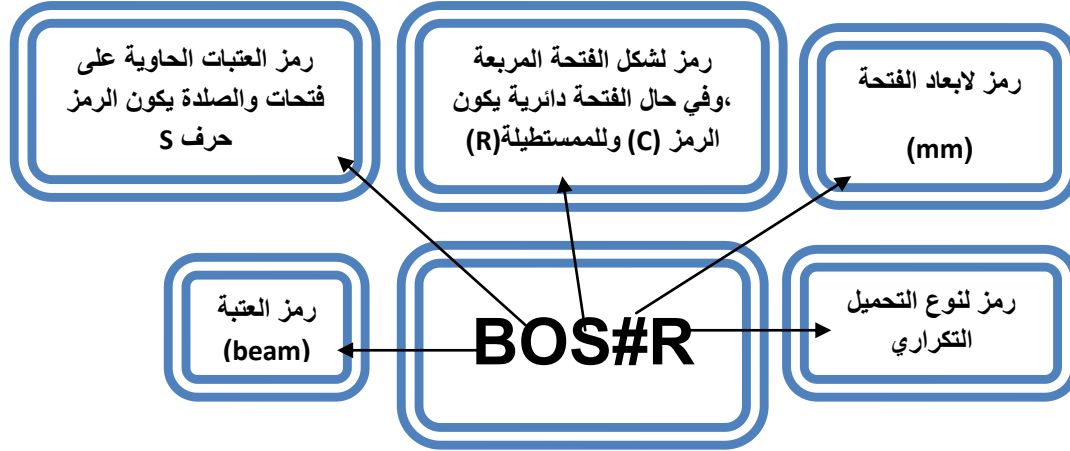 رمز العتبات الحاوية على
فتحات والصلدة يكون الرمز
حرف S
رمز لشكل الفتحة المربعة
،وفي حال الفتحة دائرية يكون
الرمز (C) وللممستطيلة(R)
رمز لابعاد الفتحة
(mm)
رمز العتبة
(beam)
BOS#R
رمز لنوع التحميل
التكراري